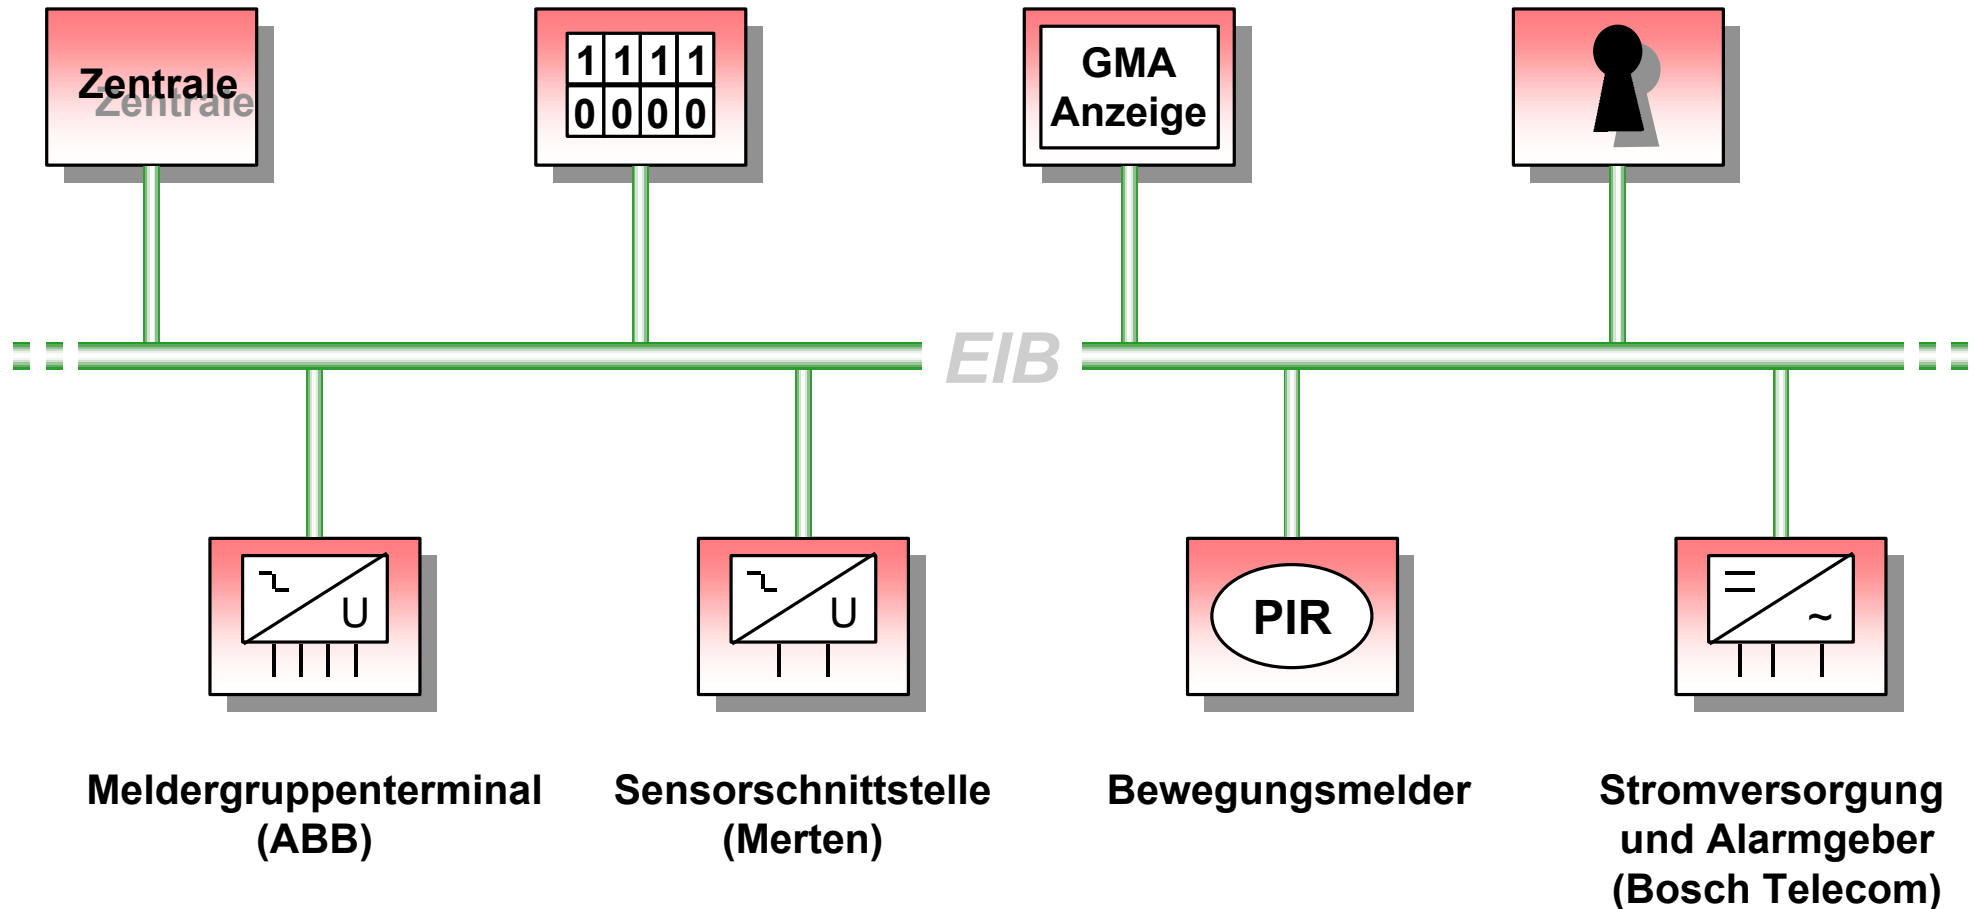 Zentrale
1 1 1 1
0 0 0 0
GMA
Anzeige
EIB
U
U
PIR
~
Meldergruppenterminal
(ABB)
Sensorschnittstelle
(Merten)
Bewegungsmelder
Stromversorgung
und Alarmgeber
(Bosch Telecom)